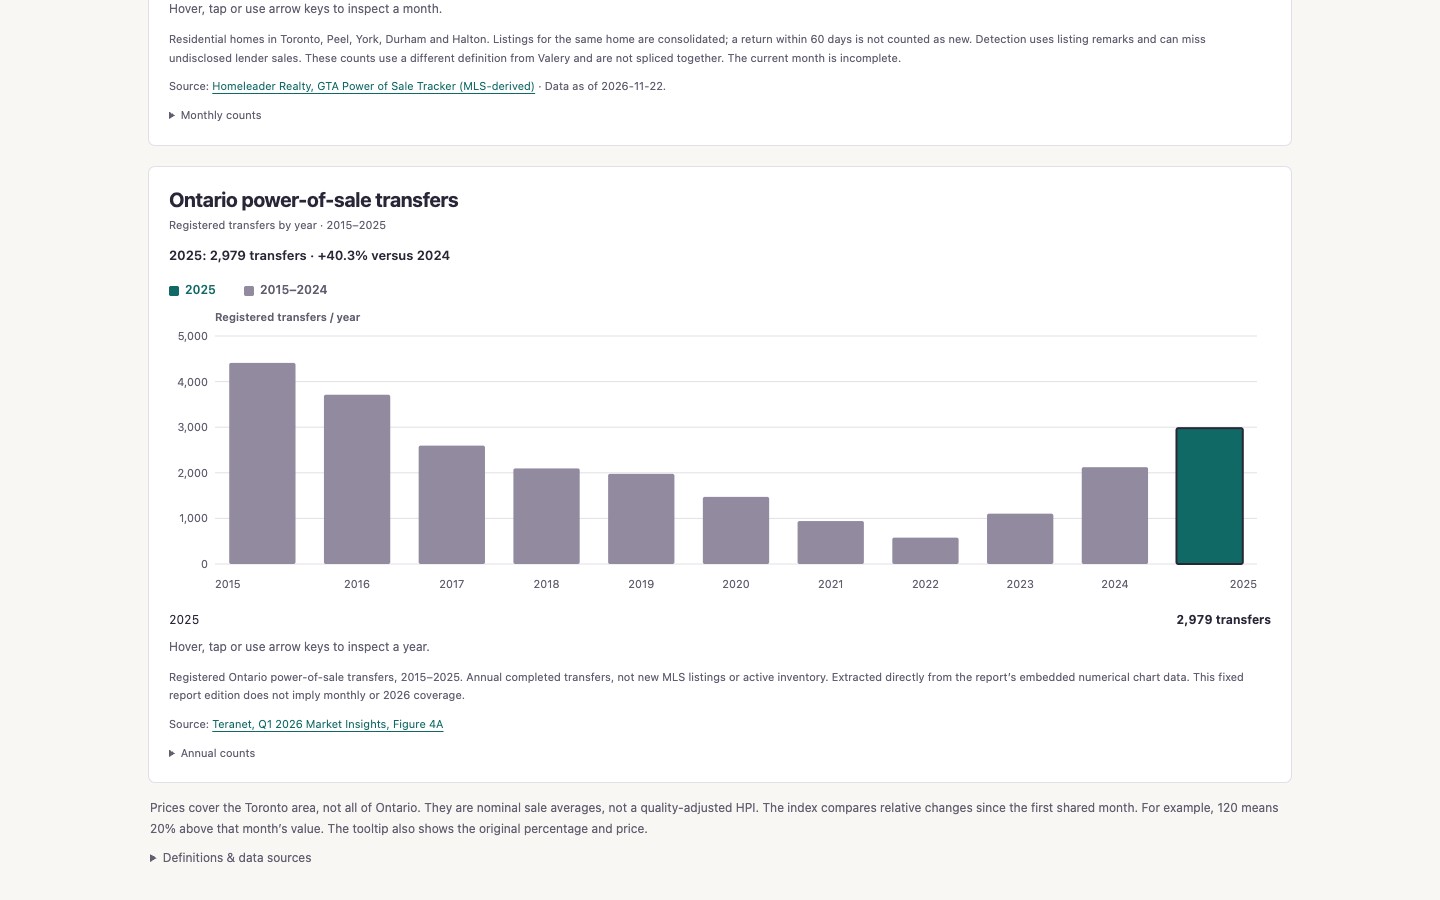 Hover, tap or use arrow keys to inspect a month.
Residential homes in Toronto, Peel, York, Durham and Halton. Listings for the same home are consolidated; a return within 60 days is not counted as new. Detection uses listing remarks and can miss
undisclosed lender sales. These counts use a different definition from Valery and are not spliced together. The current month is incomplete.
Source: Homeleader Realty, GTA Power of Sale Tracker (MLS-derived) · Data as of 2026-11-22.
Monthly counts
Ontario power-of-sale transfers
Registered transfers by year · 2015–2025
2025: 2,979 transfers · +40.3% versus 2024
2025 2015–2024
Registered transfers / year
5,000
4,000
3,000
2,000
1,000
0
2015 2016 2017 2018 2019 2020 2021 2022 2023 2024 2025
2025 2,979 transfers
Hover, tap or use arrow keys to inspect a year.
Registered Ontario power-of-sale transfers, 2015–2025. Annual completed transfers, not new MLS listings or active inventory. Extracted directly from the report's embedded numerical chart data. This fixed
report edition does not imply monthly or 2026 coverage.
Source: Teranet, Q1 2026 Market Insights, Figure 4A
Annual counts
Prices cover the Toronto area, not all of Ontario. They are nominal sale averages, not a quality-adjusted HPI. The index compares relative changes since the first shared month. For example, 120 means
20% above that month's value. The tooltip also shows the original percentage and price.
Definitions & data sources